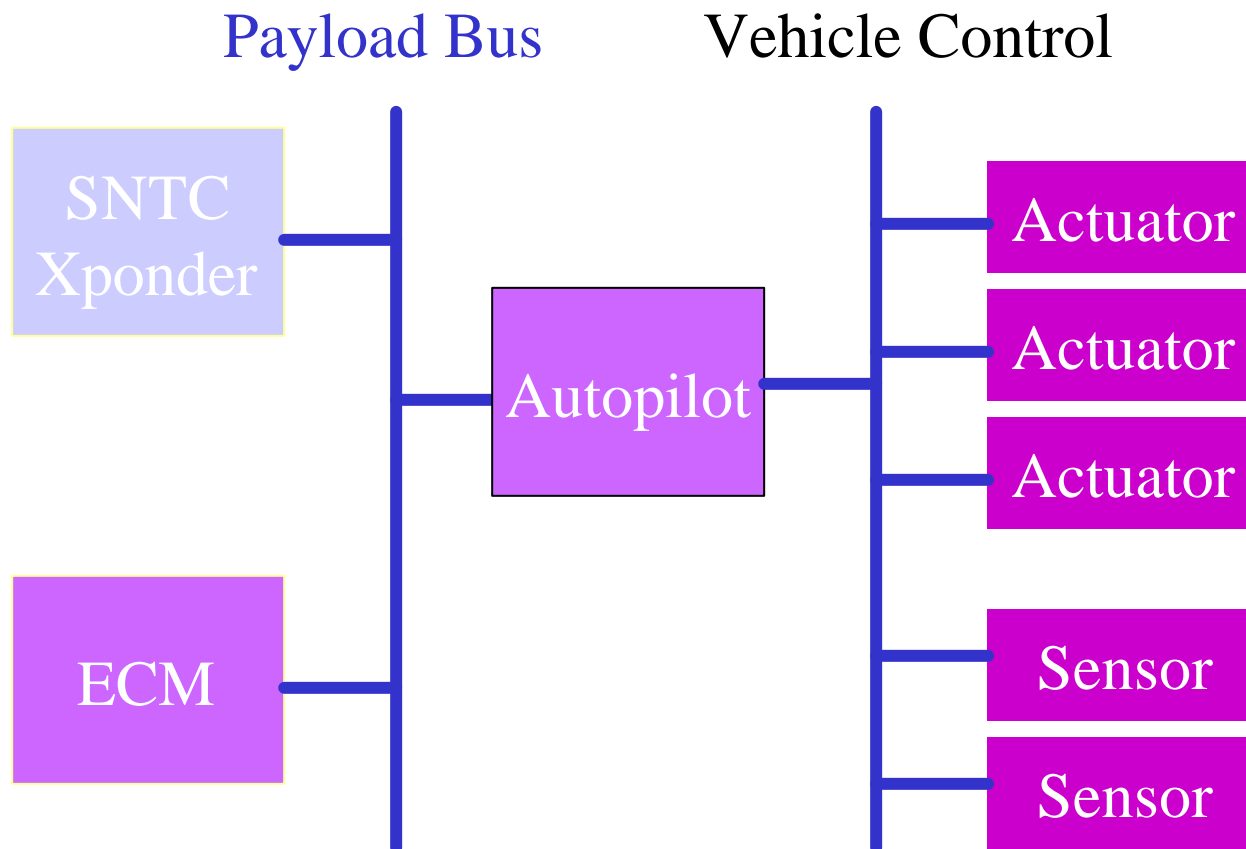 Payload Bus
Vehicle Control
SNTC
Xponder
Autopilot
ECM
Actuator
Actuator
Actuator
Sensor
Sensor